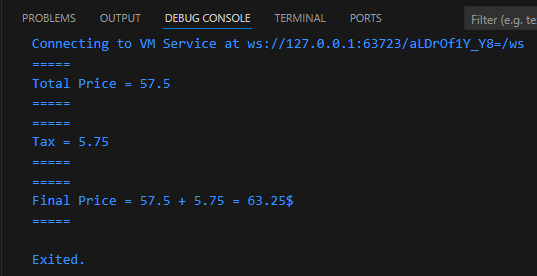 PROBLEMS OUTPUT DEBUG CONSOLE TERMINAL PORTS Filter (e.g. te
Connecting to VM Service at ws://127.0.0.1:63723/aLDrOf1Y_Y8=/ws
=====
Total Price = 57.5
=====
=====
Tax = 5.75
=====
=====
Final Price = 57.5 + 5.75 = 63.25$
=====
Exited.